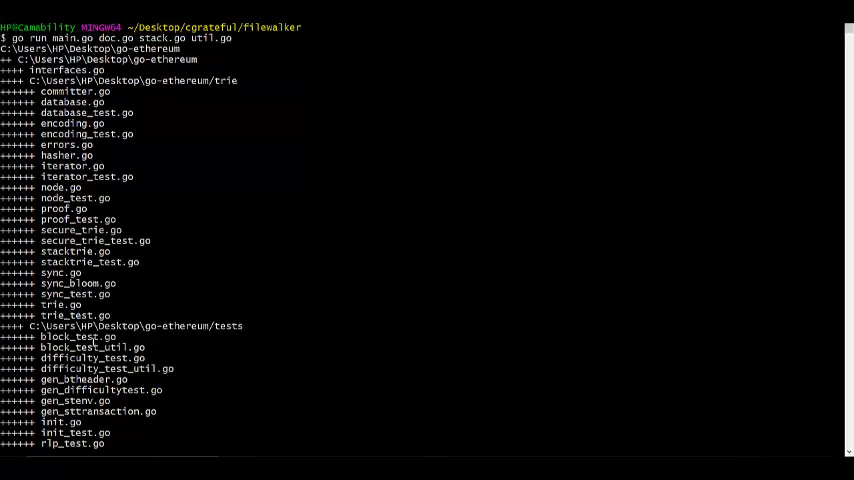 HP@Camability MINGW64 ~/Desktop/cgrateful/filewalker
$ go run main.go doc.go stack.go util.go
C:\Users\HP\Desktop\go-ethereum
++ C:\Users\HP\Desktop\go-ethereum
++++ interfaces.go
++++ C:\Users\HP\Desktop\go-ethereum/trie
++++++ committer.go
++++++ database.go
++++++ database_test.go
++++++ encoding.go
++++++ encoding_test.go
++++++ errors.go
++++++ hasher.go
++++++ iterator.go
++++++ iterator_test.go
++++++ node.go
++++++ node_test.go
++++++ proof.go
++++++ proof_test.go
++++++ secure_trie.go
++++++ secure_trie_test.go
++++++ stacktrie.go
++++++ stacktrie_test.go
++++++ sync.go
++++++ sync_bloom.go
++++++ sync_test.go
++++++ trie.go
++++++ trie_test.go
++++ C:\Users\HP\Desktop\go-ethereum/tests
++++++ block_test.go
++++++ block_test_util.go
++++++ difficulty_test.go
++++++ difficulty_test_util.go
++++++ gen_btheader.go
++++++ gen_difficultytest.go
++++++ gen_stenv.go
++++++ gen_sttransaction.go
++++++ init.go
++++++ init_test.go
++++++ rlp_test.go